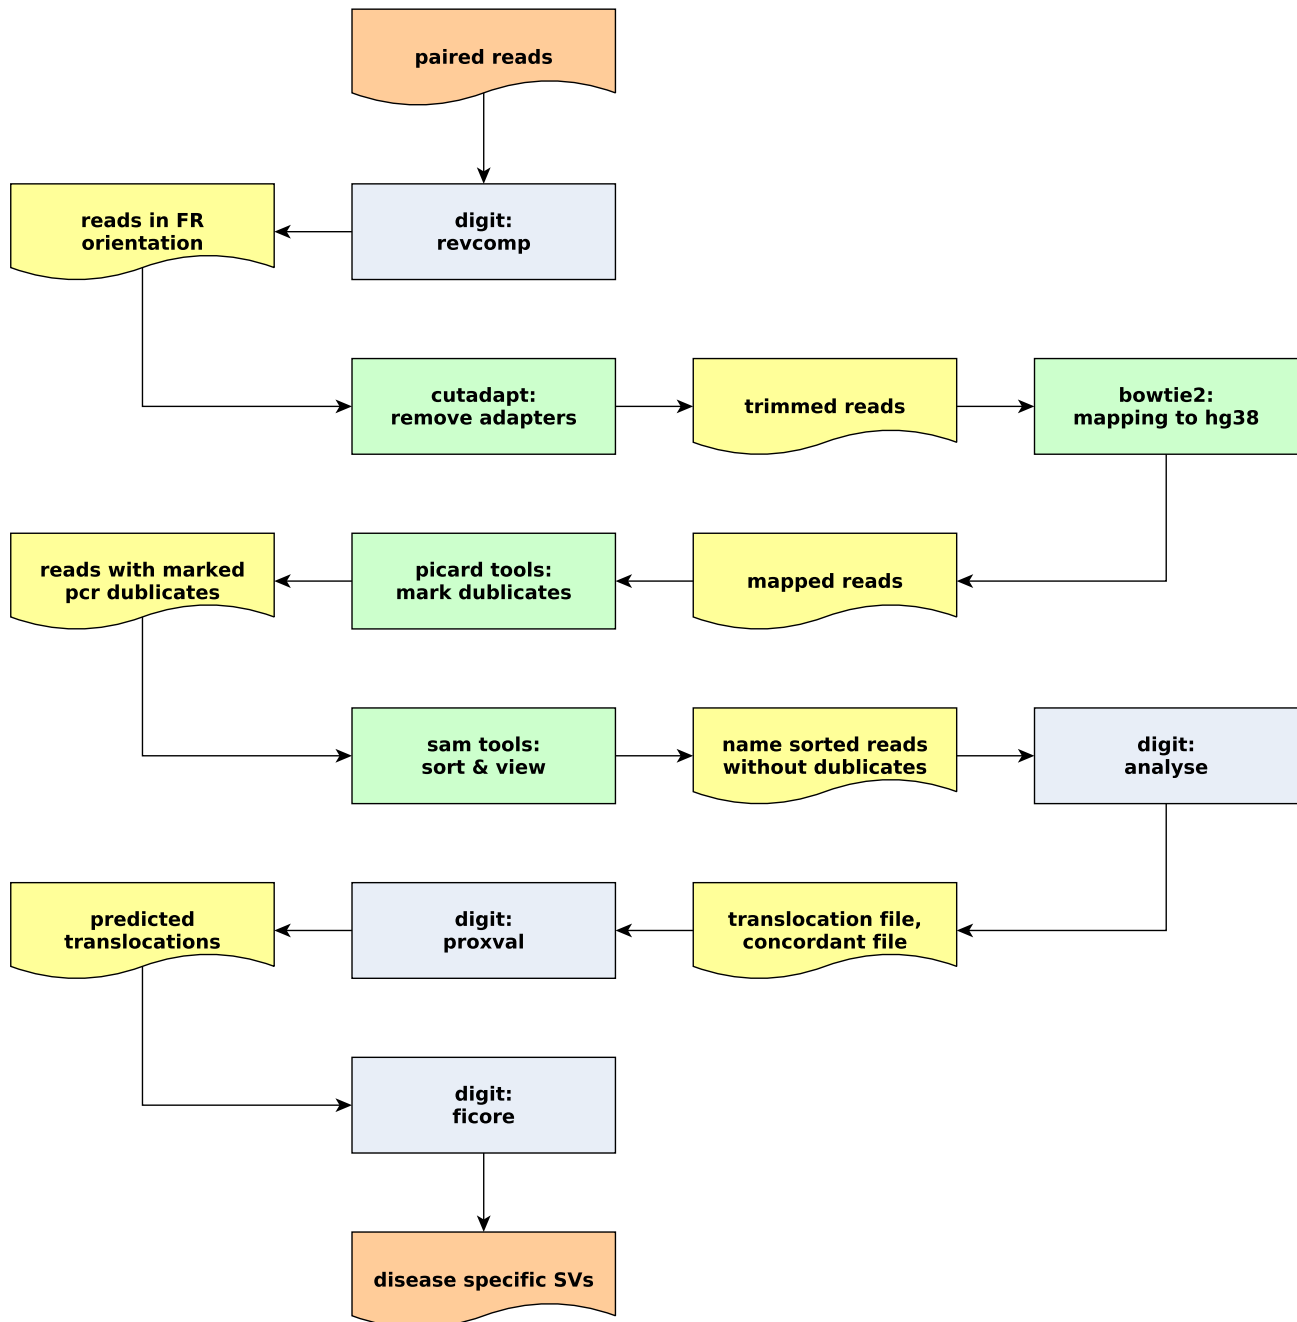 paired reads
reads in FR
orientation
digit:
revcomp
cutadapt:
remove adapters
trimmed reads
bowtie2:
mapping to hg38
reads with marked
pcr dublicates
picard tools:
mark dublicates
mapped reads
sam tools:
sort & view
name sorted reads
without dublicates
digit:
analyse
predicted
translocations
digit:
proxval
translocation file,
concordant file
digit:
ficore
disease specific SVs